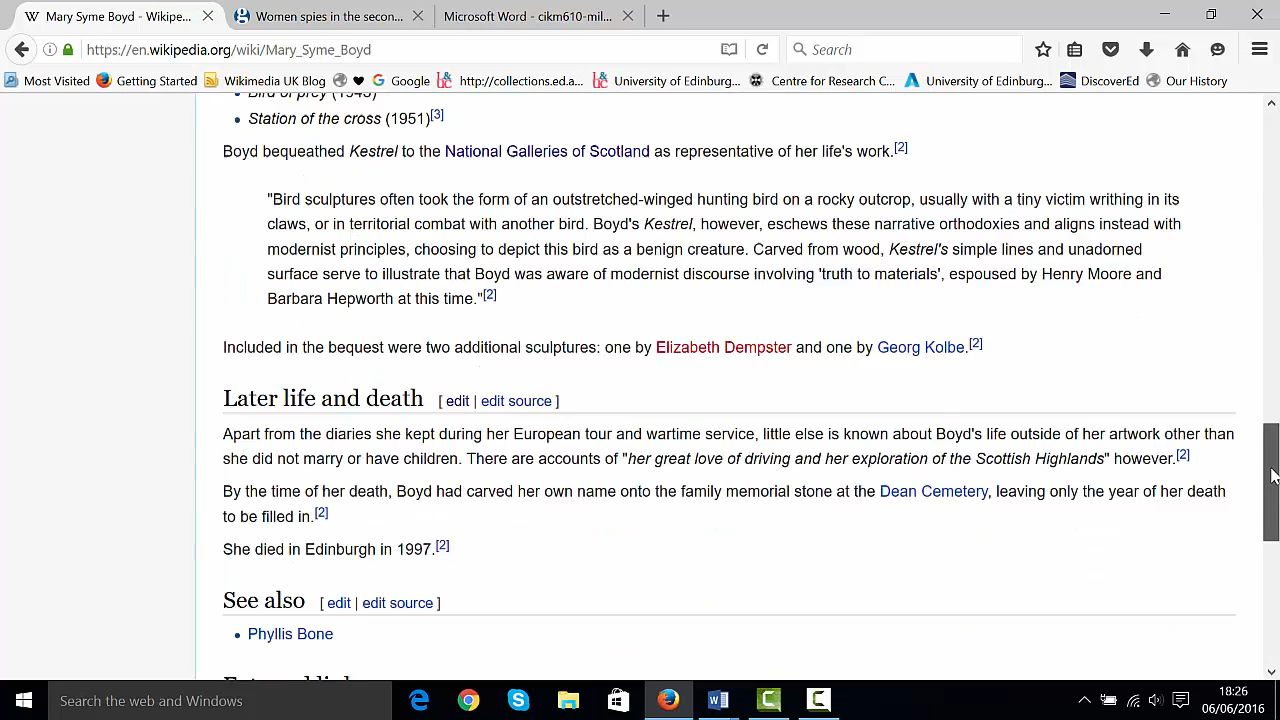 Mary Syme Boyd - Wikipe...
Women spies in the secon...
Microsoft Word - cikm610-mil...
https://en.wikipedia.org/wiki/Mary_Syme_Boyd
Search
Most Visited Getting Started Wikimedia UK Blog Google http://collections.ed.a... University of Edinburg... Centre for Research C... University of Edinburg... DiscoverEd Our History
Bird of prey (1945)
Station of the cross (1951)[3]
Boyd bequeathed Kestrel to the National Galleries of Scotland as representative of her life's work.[2]
"Bird sculptures often took the form of an outstretched-winged hunting bird on a rocky outcrop, usually with a tiny victim writhing in its
claws, or in territorial combat with another bird. Boyd's Kestrel, however, eschews these narrative orthodoxies and aligns instead with
modernist principles, choosing to depict this bird as a benign creature. Carved from wood, Kestrel's simple lines and unadorned
surface serve to illustrate that Boyd was aware of modernist discourse involving 'truth to materials', espoused by Henry Moore and
Barbara Hepworth at this time."[2]
Included in the bequest were two additional sculptures: one by Elizabeth Dempster and one by Georg Kolbe.[2]
Later life and death [ edit | edit source ]
Apart from the diaries she kept during her European tour and wartime service, little else is known about Boyd's life outside of her artwork other than
she did not marry or have children. There are accounts of "her great love of driving and her exploration of the Scottish Highlands" however.[2]
By the time of her death, Boyd had carved her own name onto the family memorial stone at the Dean Cemetery, leaving only the year of her death
to be filled in.[2]
She died in Edinburgh in 1997.[2]
See also [ edit | edit source ]
Phyllis Bone
Search the web and Windows
18:26
06/06/2016